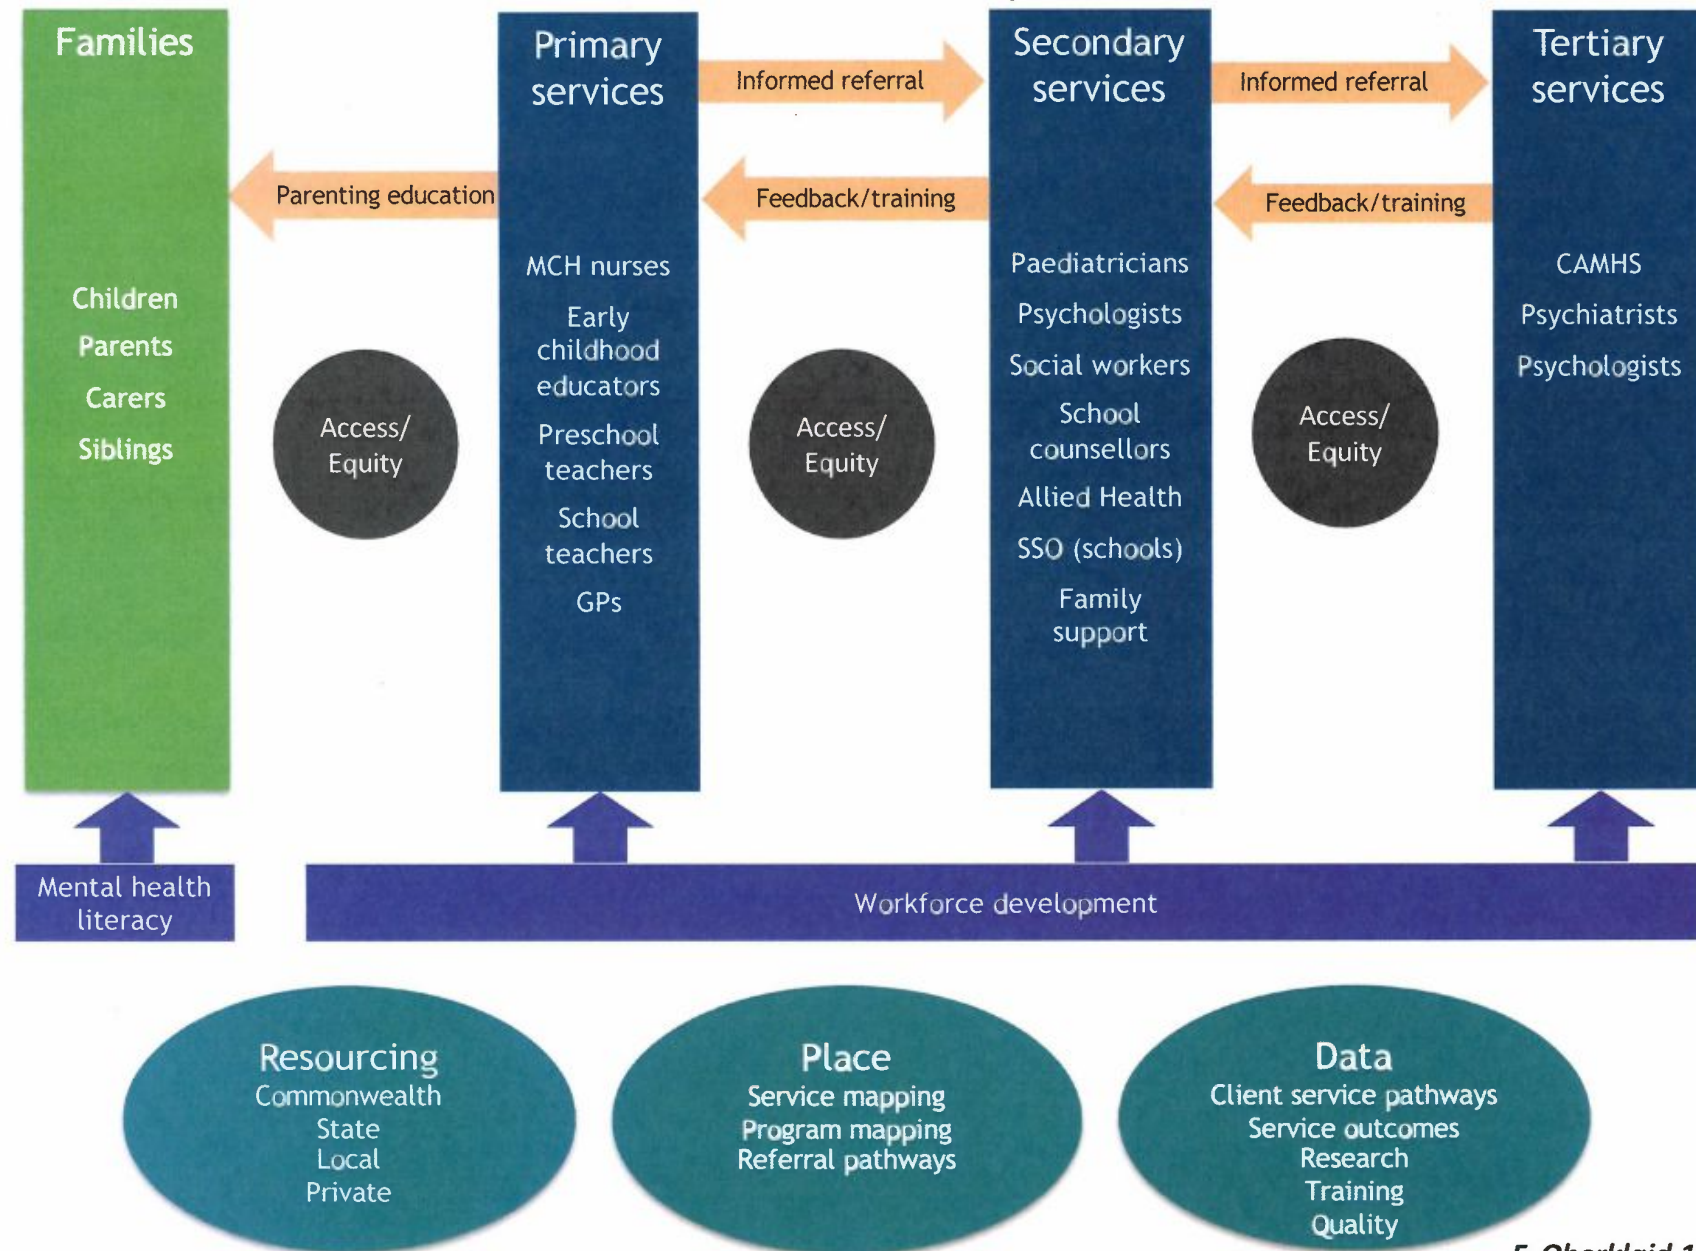 Families
Children
Parents
Carers
Siblings
Parenting education
Access/
Equity
Primary
services
MCH nurses
Early
childhood
educators
Preschool
teachers
School
teachers
GPs
Informed referral
Feedback/training
Access/
Equity
Secondary
services
Paediatricians
Psychologists
Social workers
School
counsellors
Allied Health
SSO (schools)
Family
support
Informed referral
Feedback/training
Access/
Equity
Tertiary
services
CAMHS
Psychiatrists
Psychologists
Mental health
literacy
Workforce development
Resourcing
Commonwealth
State
Local
Private
Place
Service mapping
Program mapping
Referral pathways
Data
Client service pathways
Service outcomes
Research
Training
Quality